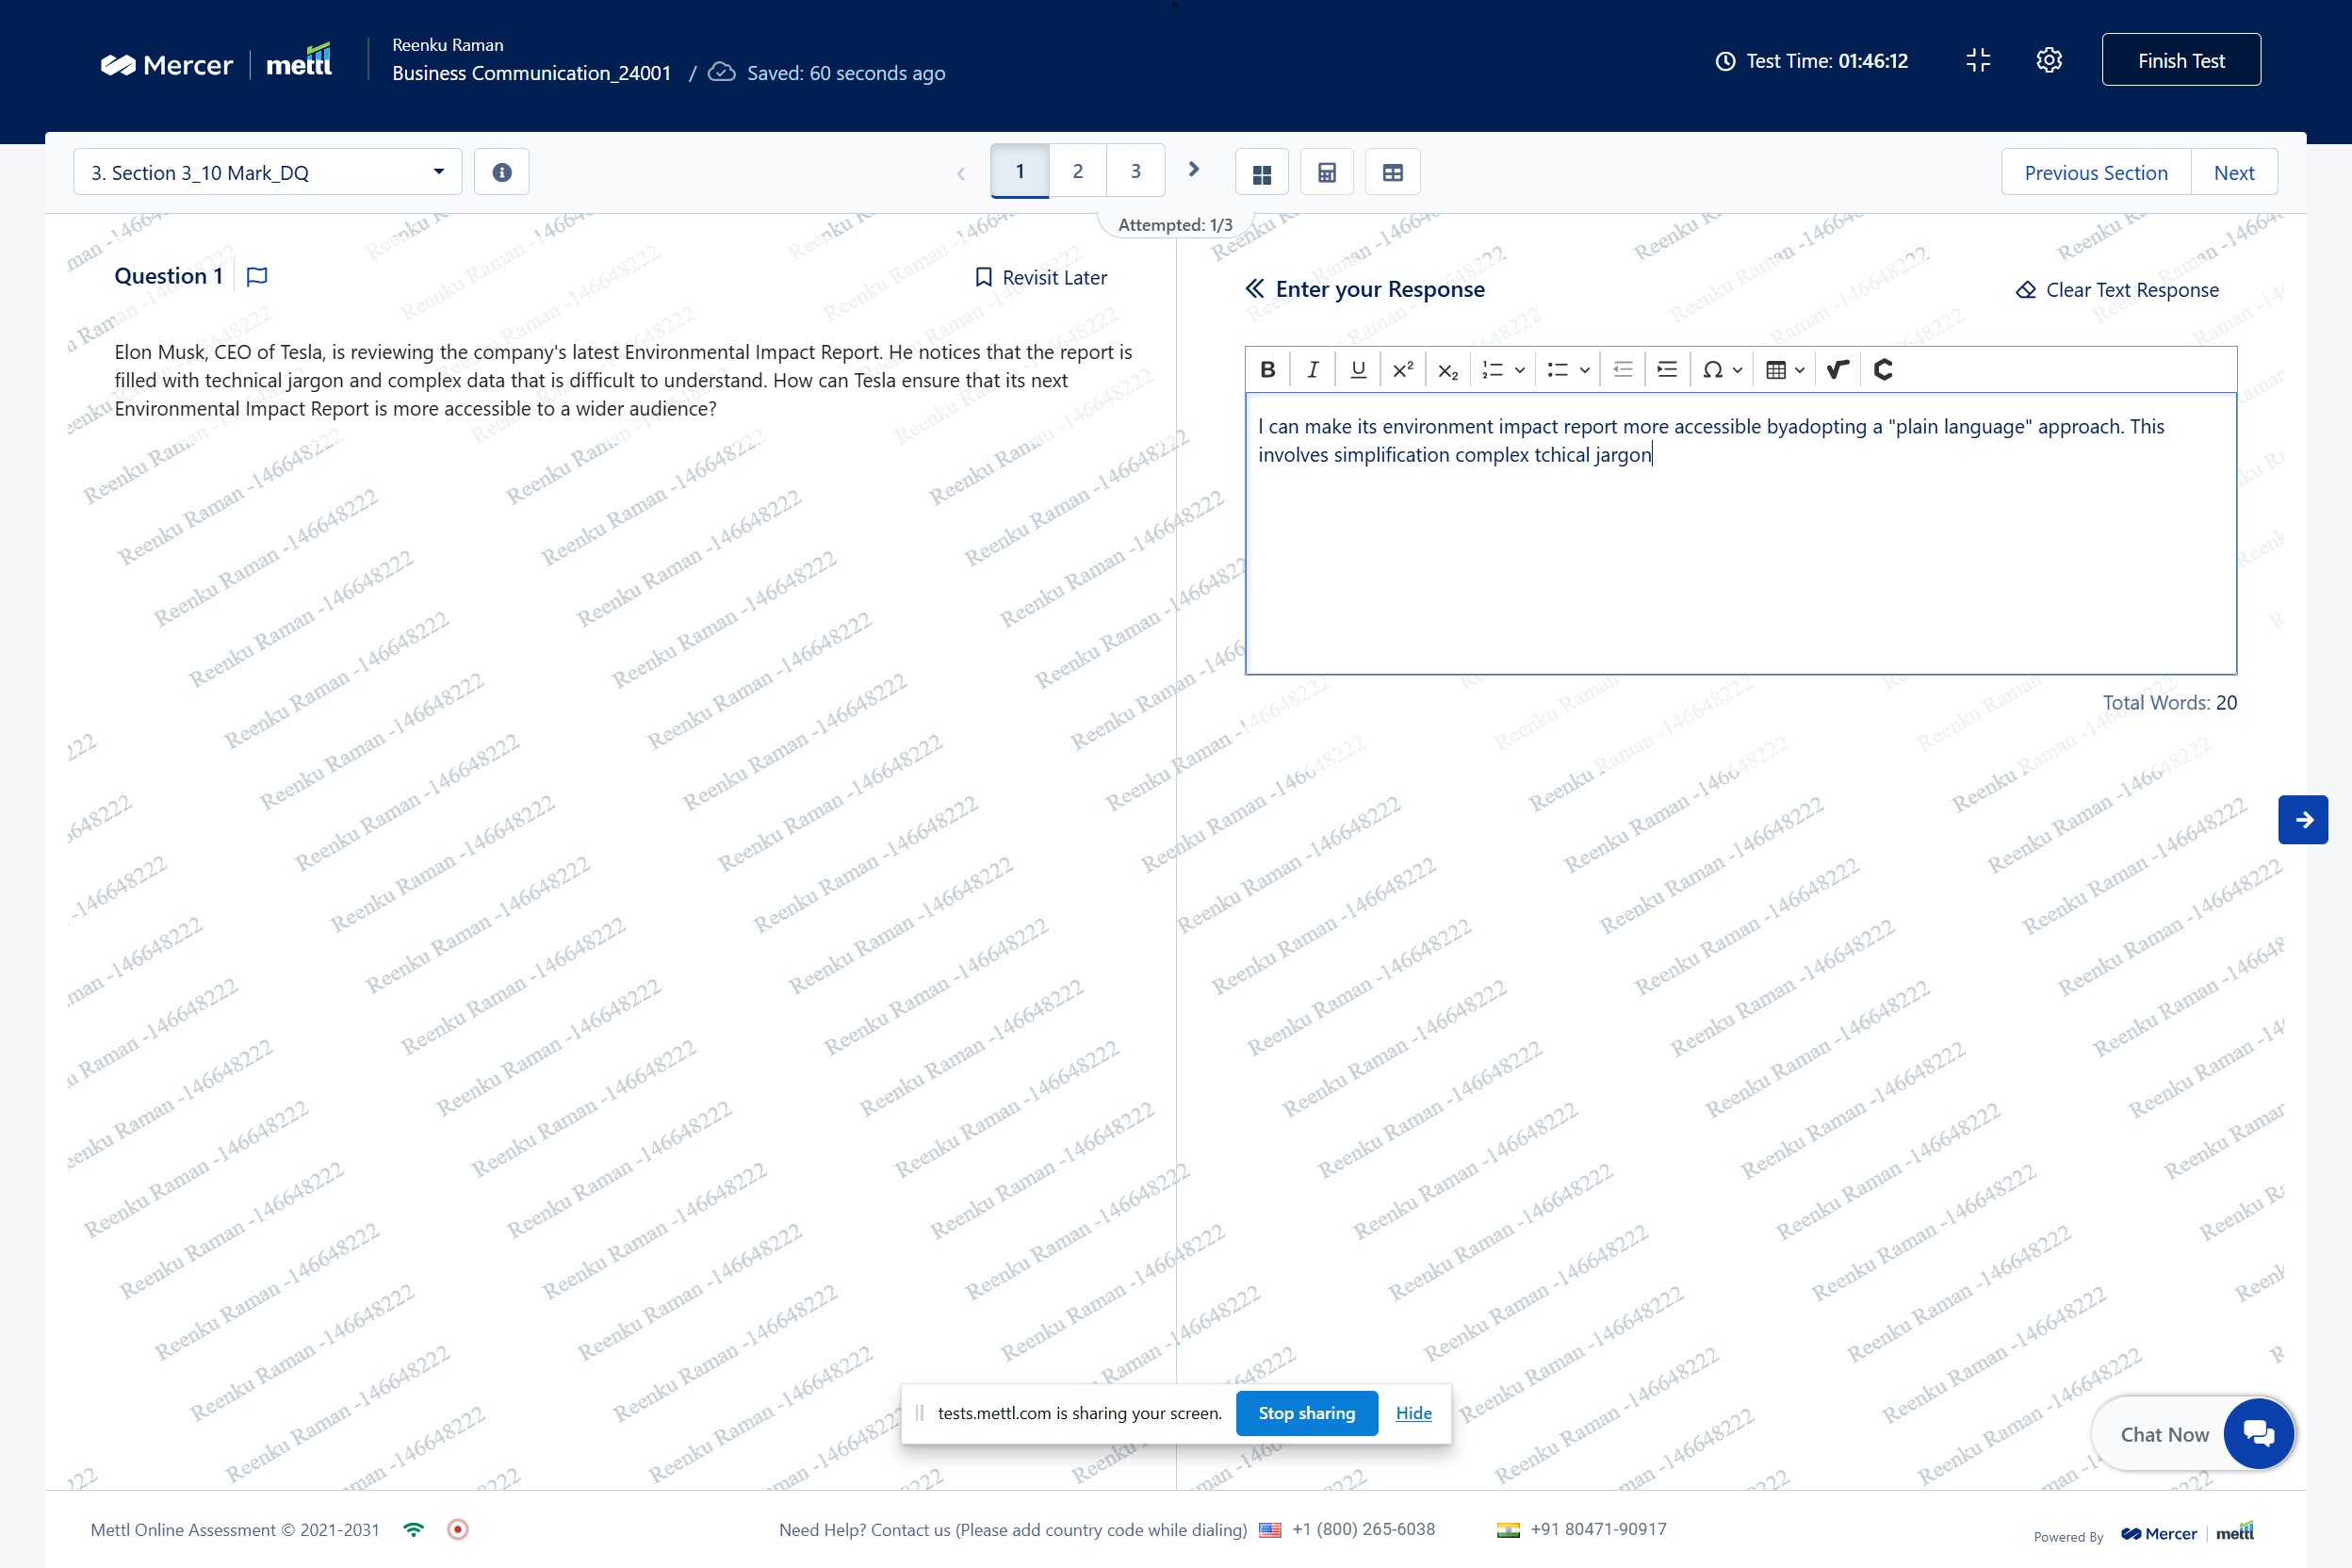 Mercer | mettl
Reenku Raman
Business Communication_24001 / Saved: 60 seconds ago
Test Time: 01:46:12
Finish Test
3. Section 3_10 Mark_DQ
1 2 3
Previous Section Next
Attempted: 1/3
Question 1
Revisit Later
Elon Musk, CEO of Tesla, is reviewing the company's latest Environmental Impact Report. He notices that the report is
filled with technical jargon and complex data that is difficult to understand. How can Tesla ensure that its next
Environmental Impact Report is more accessible to a wider audience?
Enter your Response
Clear Text Response
B I U x² x₂ Ω
I can make its environment impact report more accessible byadopting a "plain language" approach. This
involves simplification complex tchical jargon
Total Words: 20
Reenku Raman -146648222
tests.mettl.com is sharing your screen. Stop sharing Hide
Chat Now
Mettl Online Assessment © 2021-2031
Need Help? Contact us (Please add country code while dialing) +1 (800) 265-6038 +91 80471-90917
Powered By Mercer | mettl